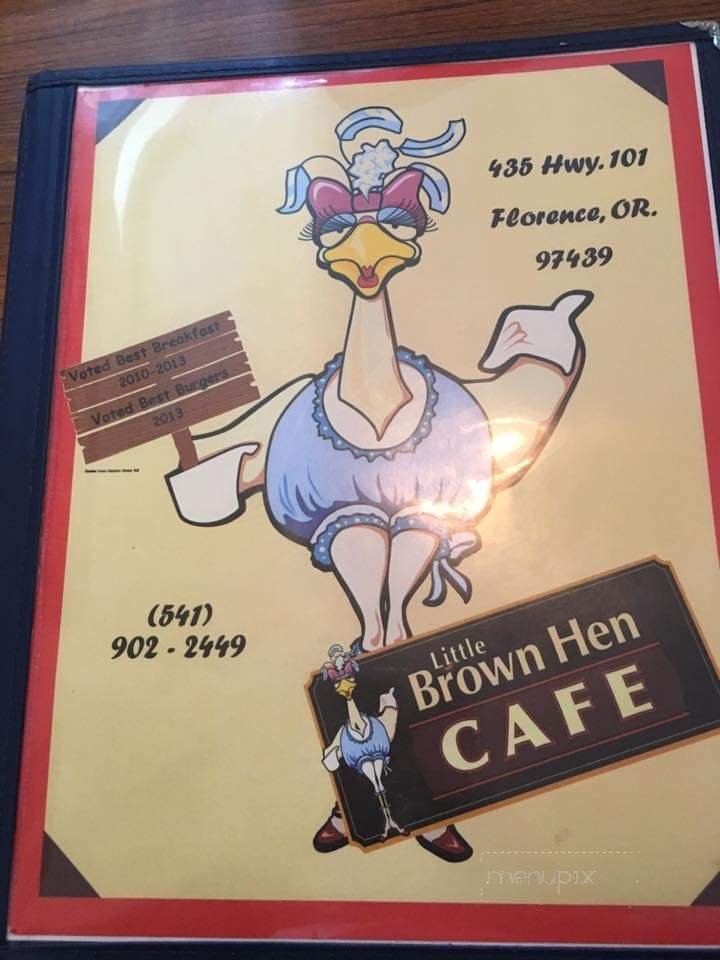 435 Hwy. 101
Florence, OR.
97439
Voted Best Breakfast
2010-2013
Voted Best Burgers
2013
(541)
902 - 2449
Little
Brown Hen
CAFE
menupix